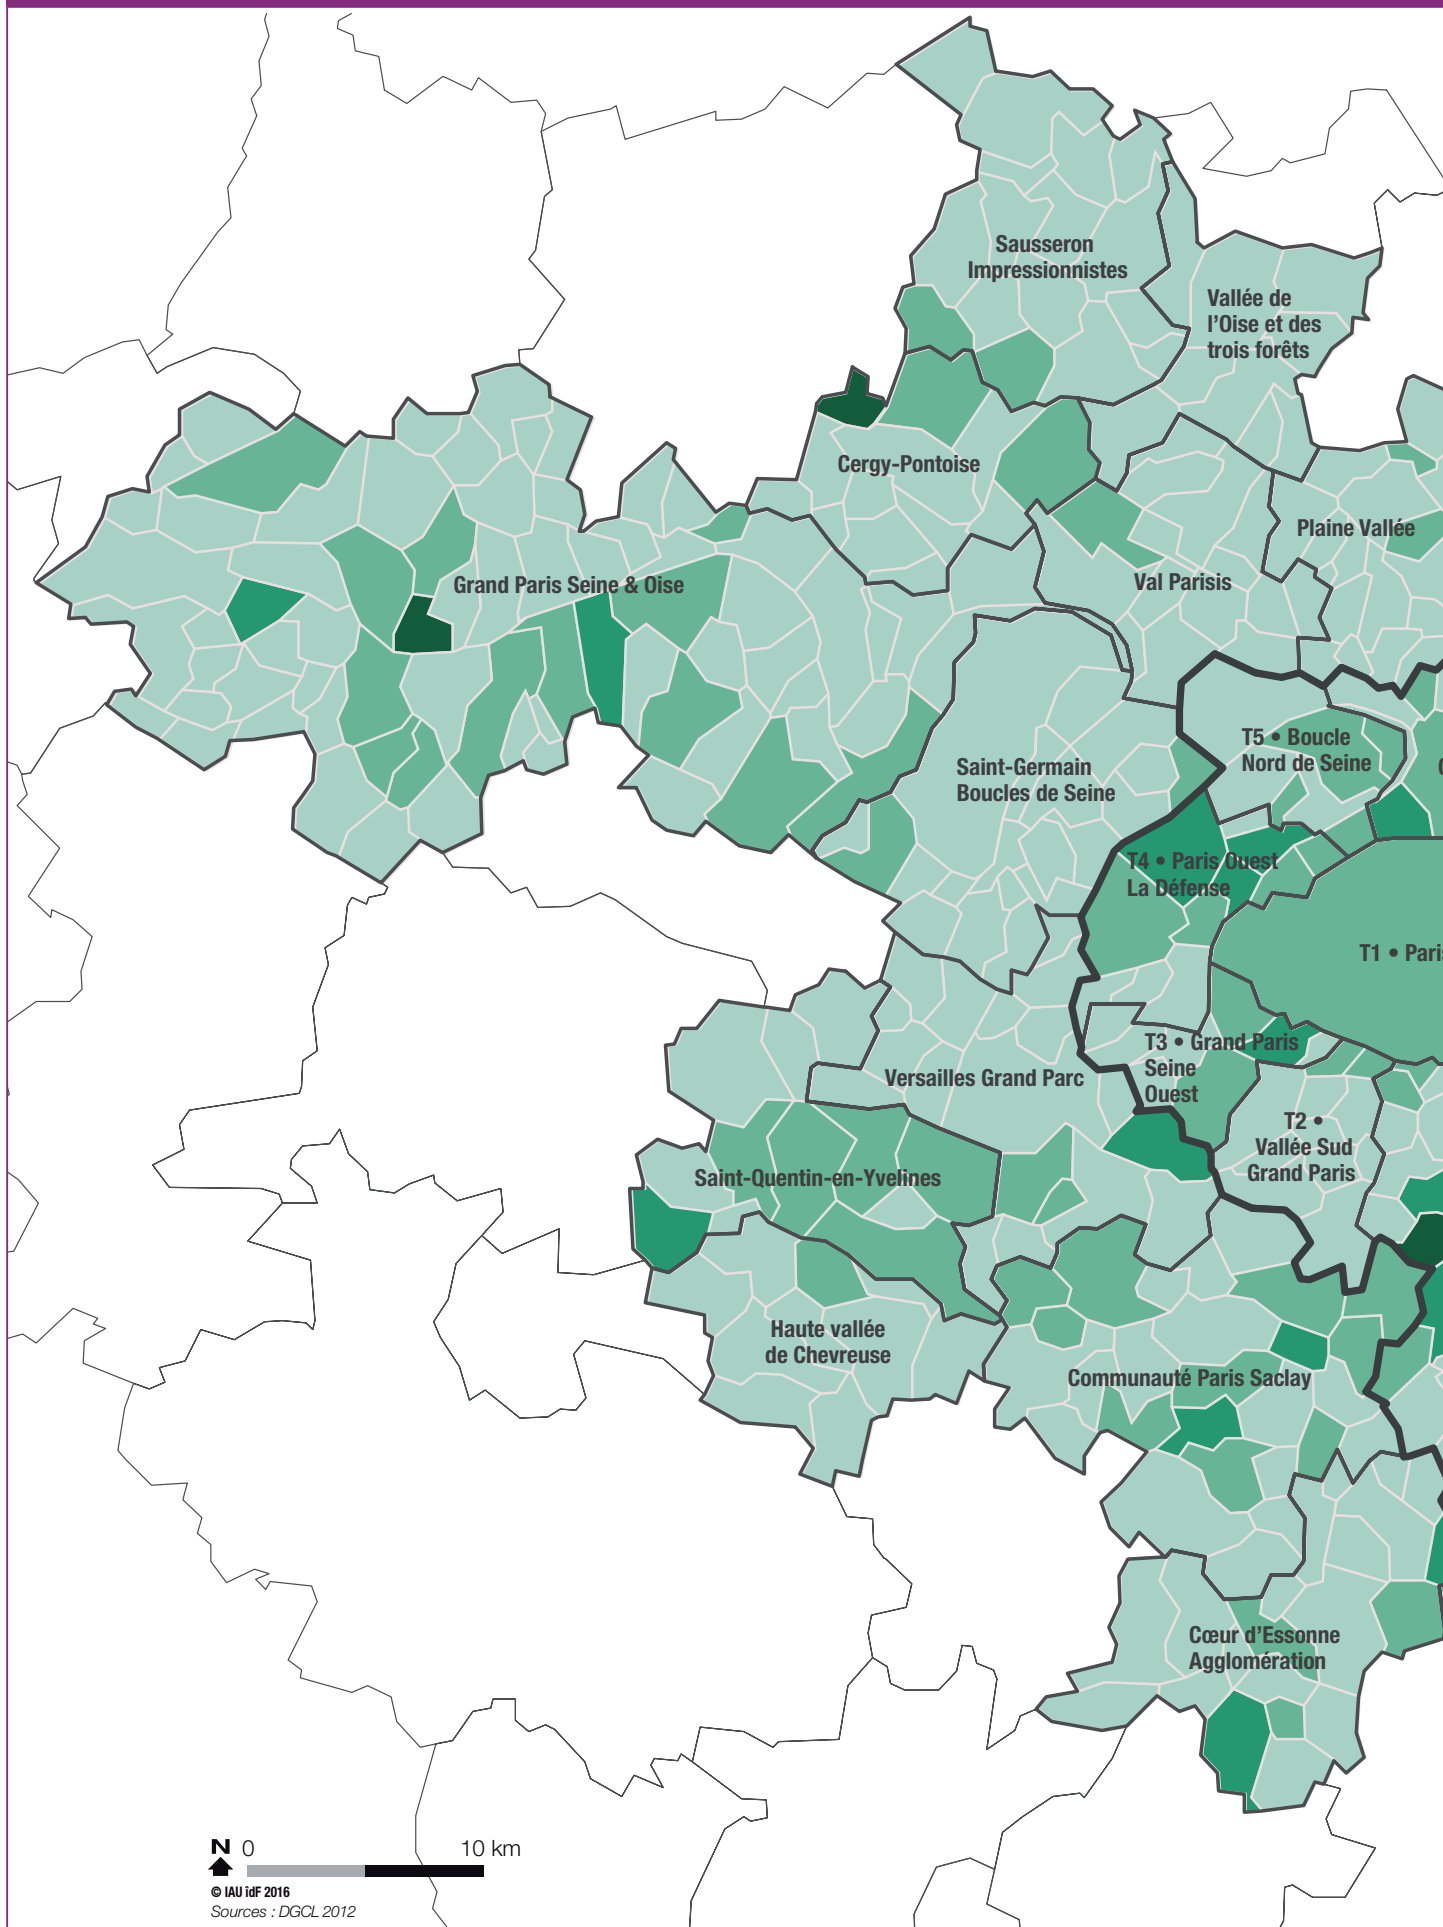 Sausseron
Impressionnistes
Vallée de
l'Oise et des
trois forêts
Cergy-Pontoise
Plaine Vallée
Grand Paris Seine & Oise
Val Parisis
T5 • Boucle
Nord de Seine
Saint-Germain
Boucles de Seine
T4 • Paris Ouest
La Défense
T1 • Paris
T3 • Grand Paris
Seine
Ouest
Versailles Grand Parc
T2 •
Vallée Sud
Grand Paris
Saint-Quentin-en-Yvelines
Haute vallée
de Chevreuse
Communauté Paris Saclay
Cœur d'Essonne
Agglomération
N 0 10 km
© IAU îdF 2016
Sources : DGCL 2012